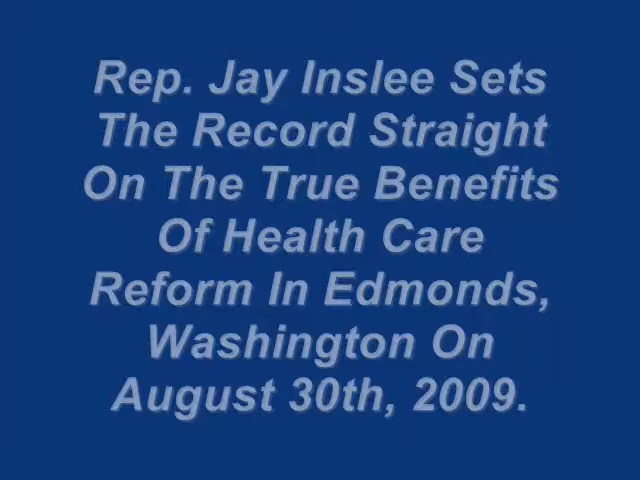 Rep. Jay Inslee Sets
The Record Straight
On The True Benefits
Of Health Care
Reform In Edmonds,
Washington On
August 30th, 2009.